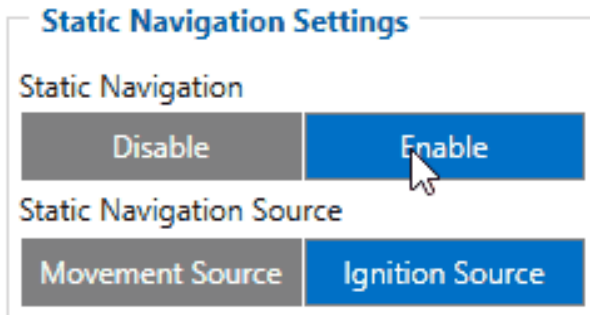 Static Navigation Settings
Static Navigation
Disable Enable
Static Navigation Source
Movement Source Ignition Source